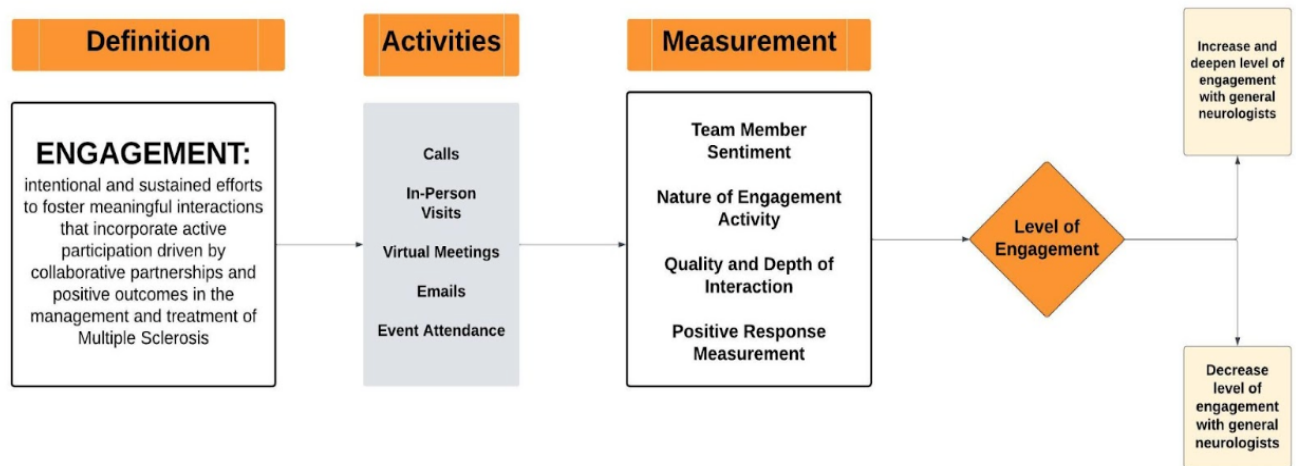 Definition
ENGAGEMENT:
intentional and sustained efforts
to foster meaningful interactions
that incorporate active
participation driven by
collaborative partnerships and
positive outcomes in the
management and treatment of
Multiple Sclerosis
Activities
Calls
In-Person
Visits
Virtual Meetings
Emails
Event Attendance
Measurement
Team Member
Sentiment
Nature of Engagement
Activity
Quality and Depth of
Interaction
Positive Response
Measurement
Level of
Engagement
Increase and
deepen level of
engagement
with general
neurologists
Decrease
level of
engagement
with general
neurologists